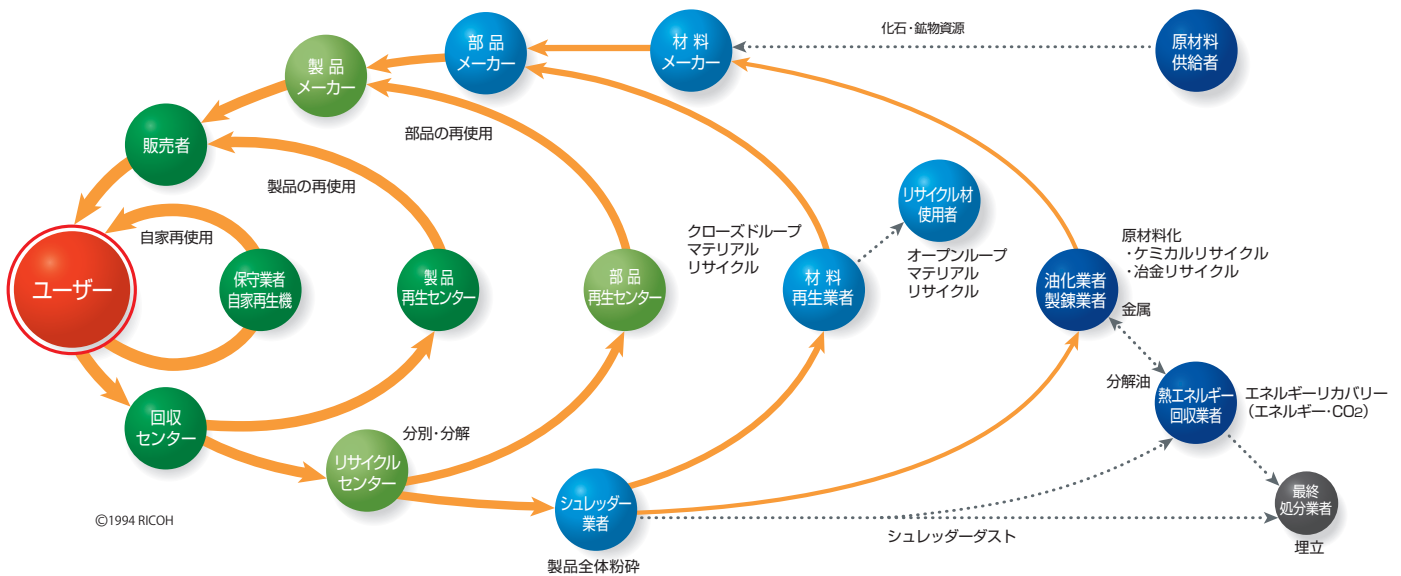 化石・鉱物資源
原材料
供給者
材 料
メーカー
部 品
メーカー
製 品
メーカー
販売者
部品の再使用
製品の再使用
自家再使用
ユーザー
保守業者
自家再生機
製 品
再生センター
部 品
再生センター
クローズドループ
マテリアル
リサイクル
材 料
再生業者
リサイクル材
使用者
オープンループ
マテリアル
リサイクル
油化業者
製錬業者
原材料化
・ケミカルリサイクル
・冶金リサイクル
金属
分解油
熱エネルギー
回収業者
エネルギーリカバリー
（エネルギー・CO2）
回収
センター
分別・分解
リサイクル
センター
シュレッダー
業者
製品全体粉砕
シュレッダーダスト
最終
処分業者
埋立
©1994 RICOH